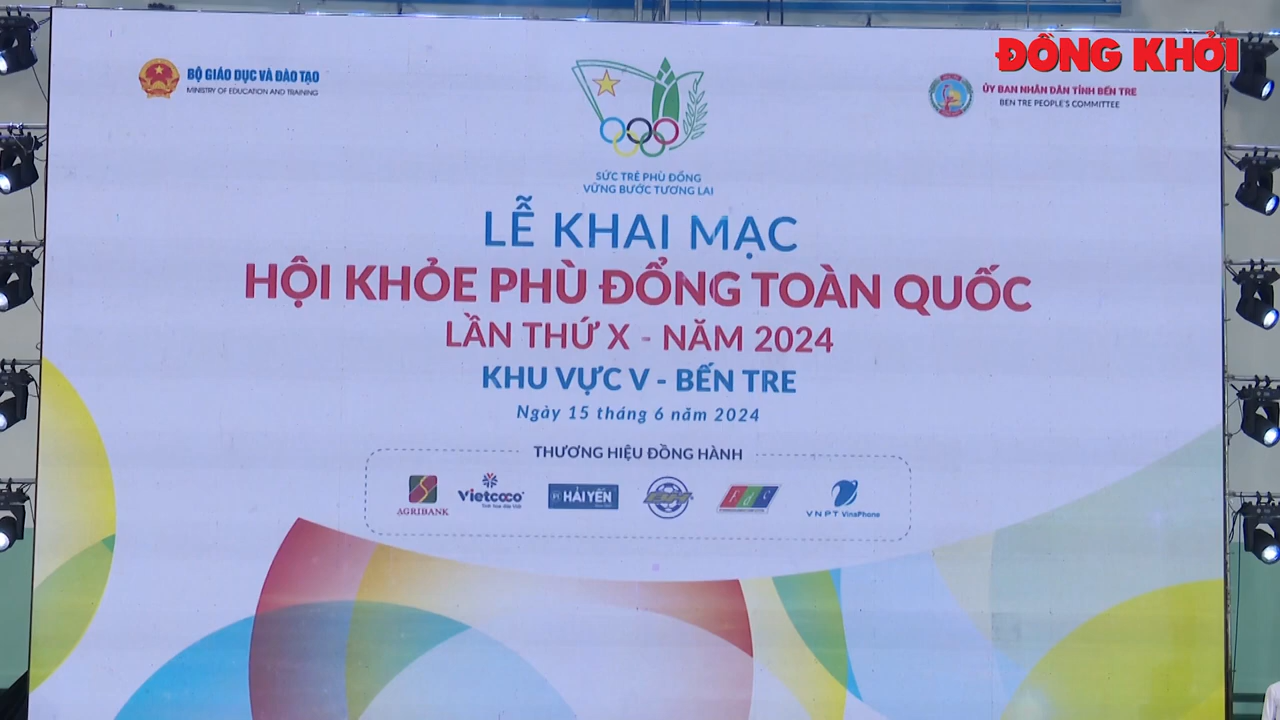 ĐỒNG KHỞI
BỘ GIÁO DỤC VÀ ĐÀO TẠO
MINISTRY OF EDUCATION AND TRAINING
ỦY BAN NHÂN DÂN TỈNH BẾN TRE
BEN TRE PEOPLE'S COMMITTEE
SỨC TRẺ PHÙ ĐỔNG
VỮNG BƯỚC TƯƠNG LAI
LỄ KHAI MẠC
HỘI KHỎE PHÙ ĐỔNG TOÀN QUỐC
LẦN THỨ X - NĂM 2024
KHU VỰC V - BẾN TRE
Ngày 15 tháng 6 năm 2024
THƯƠNG HIỆU ĐỒNG HÀNH
AGRIBANK
Vietcoco
HẢI YẾN
Fdc
VNPT VinaPhone